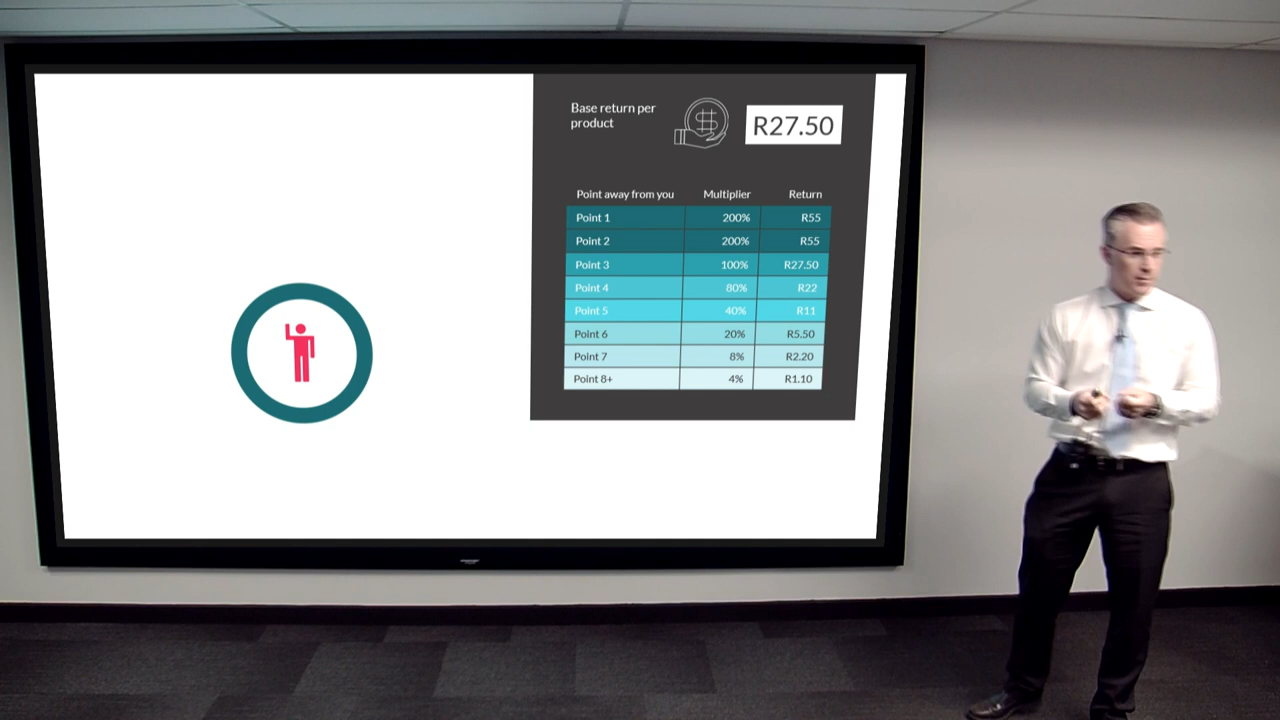 Base return per
product
R27.50
Point away from you Multiplier Return
Point 1 200% R55
Point 2 200% R55
Point 3 100% R27.50
Point 4 80% R22
Point 5 40% R11
Point 6 20% R5.50
Point 7 8% R2.20
Point 8+ 4% R1.10